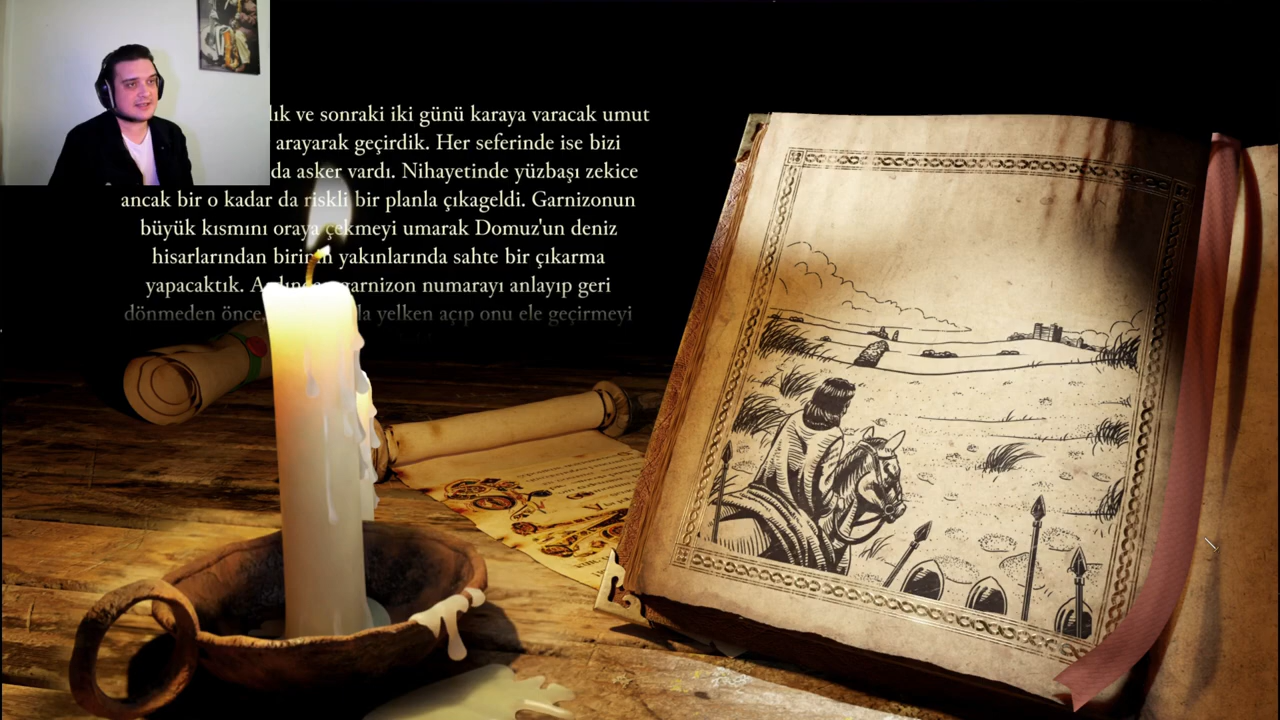 ve sonraki iki günü karaya varacak umut
arayarak geçirdik. Her seferinde ise bizi
asker vardı. Nihayetinde yüzbaşı zekice
ancak bir o kadar da riskli bir planla çıkageldi. Garnizonun
büyük kısmını oraya çekmeyi umarak Domuz'un deniz
hisarlarından birinin yakınlarında sahte bir çıkarma
yapacaktık. garnizon numarayı anlayıp geri
dönmeden önce, yelken açıp onu ele geçirmeyi